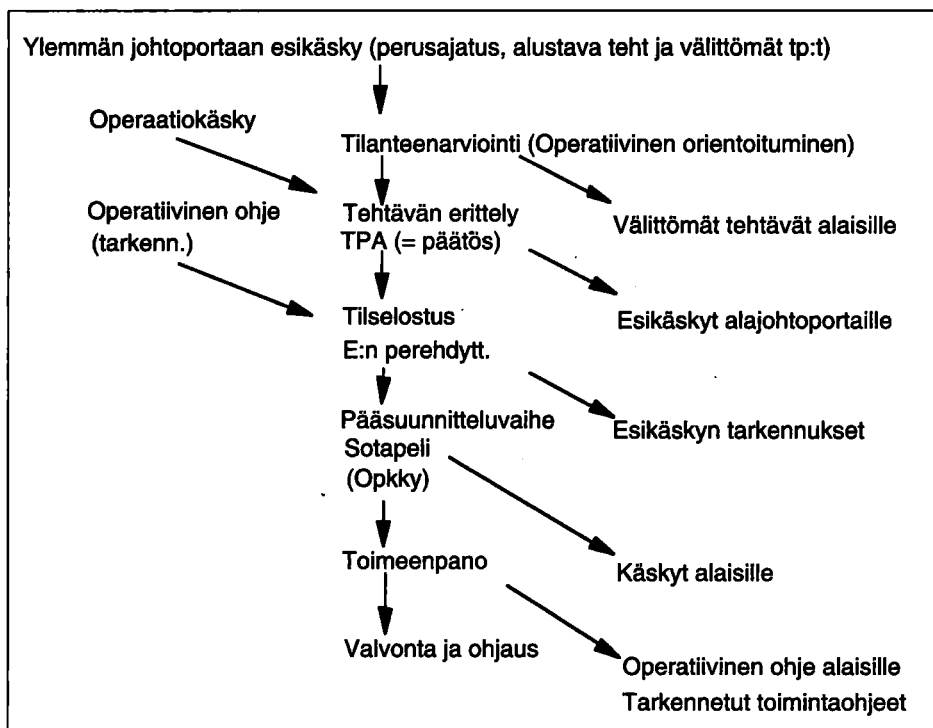 Ylemmän johtoportaan esikäsky (perusajatus, alustava teht ja välittömät tp:t)
Operaatiokäsky
Tilanteenarviointi (Operatiivinen orientoituminen)
Operatiivinen ohje
(tarkenn.)
Tehtävän erittely
TPA (= päätös)
Välittömät tehtävät alaisille
Tilselostus
E:n perehdytt.
Esikäskyt alajohtoportaille
Pääsuunnitteluvaihe
Sotapeli
(Opkky)
Esikäskyn tarkennukset
Toimeenpano
Käskyt alaisille
Valvonta ja ohjaus
Operatiivinen ohje alaisille
Tarkennetut toimintaohjeet